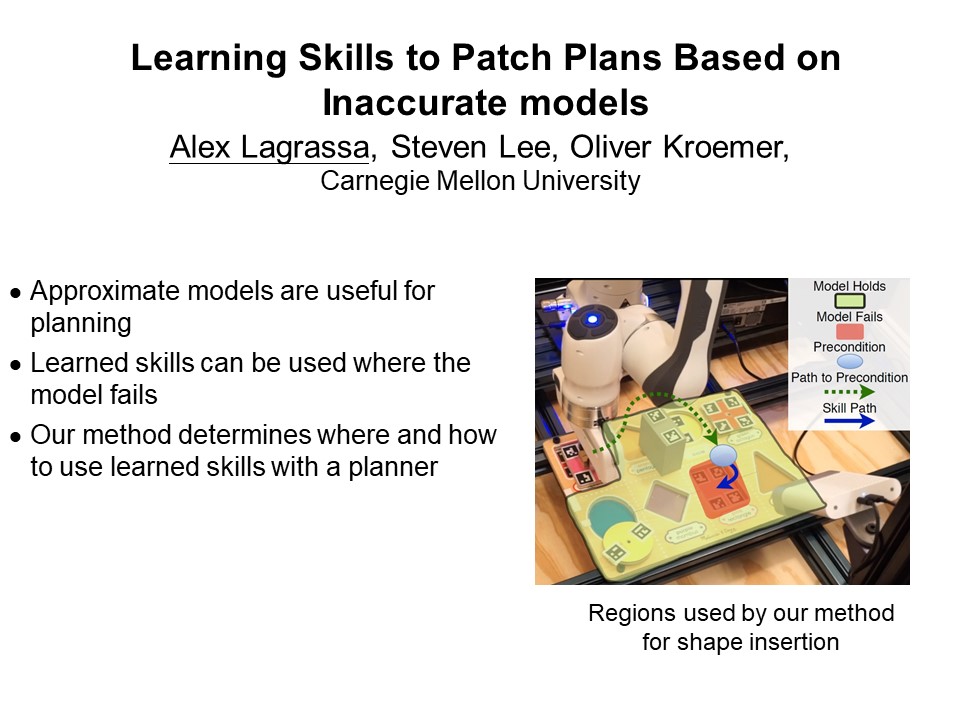 Learning Skills to Patch Plans Based on
Inaccurate models
Alex Lagrassa, Steven Lee, Oliver Kroemer,
Carnegie Mellon University
• Approximate models are useful for
planning
• Learned skills can be used where the
model fails
• Our method determines where and how
to use learned skills with a planner
Model Holds
Model Fails
Precondition
Path to Precondition
Skill Path
Regions used by our method
for shape insertion